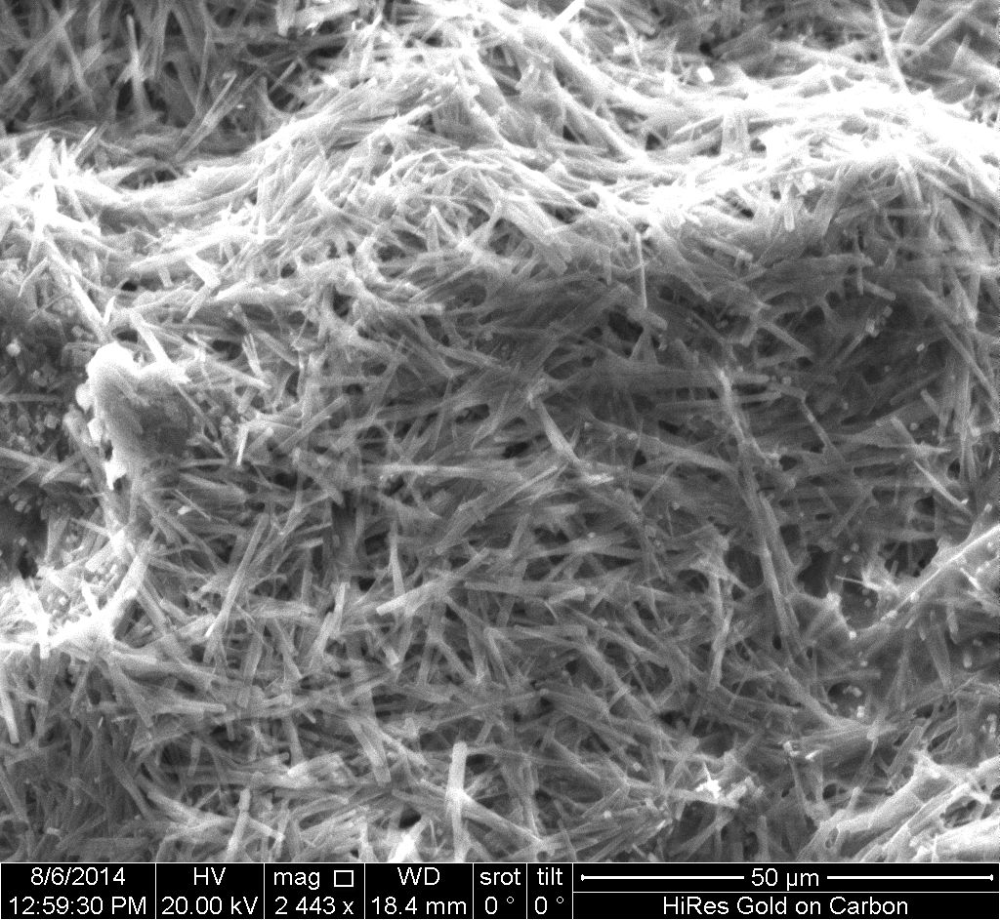 8/6/2014 HV mag WD srot tilt 50 µm
12:59:30 PM 20.00 kV 2 443 x 18.4 mm 0 ° 0 ° HiRes Gold on Carbon